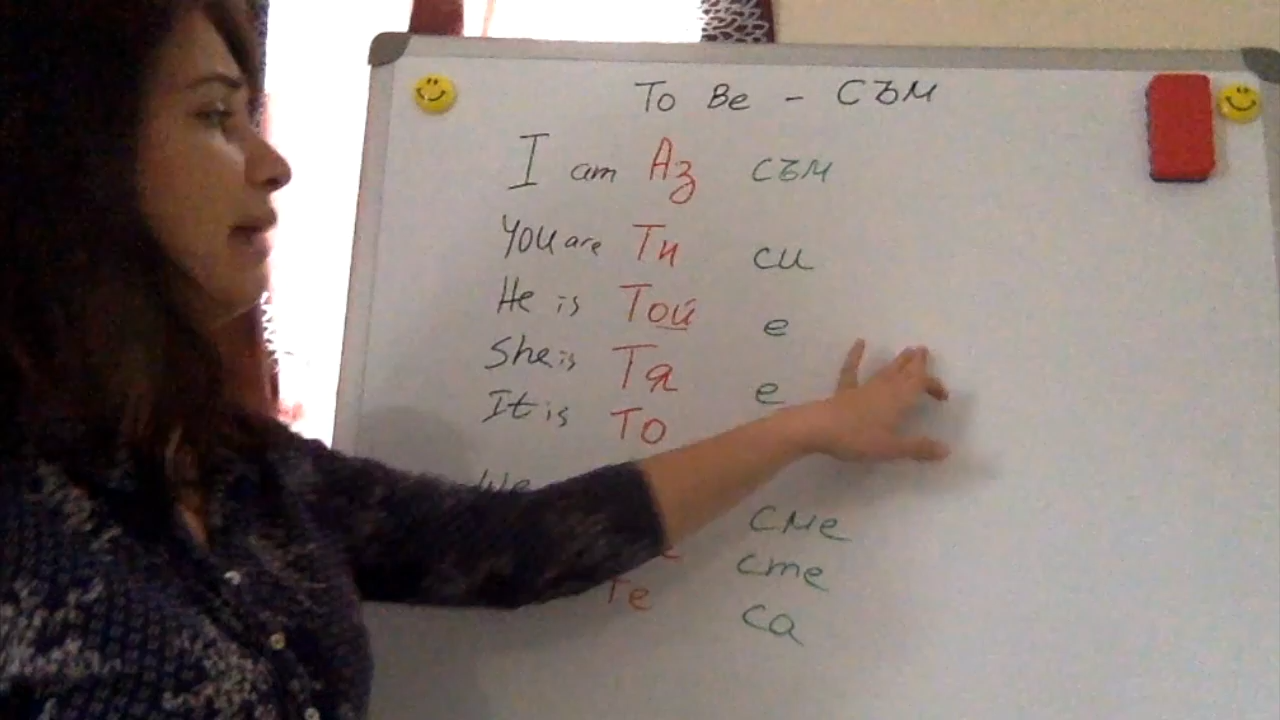 To Be - СЪМ
I am Аз съм
You are Ти си
He is Той е
She is Тя е
It is То
We
сме
сте
Те са